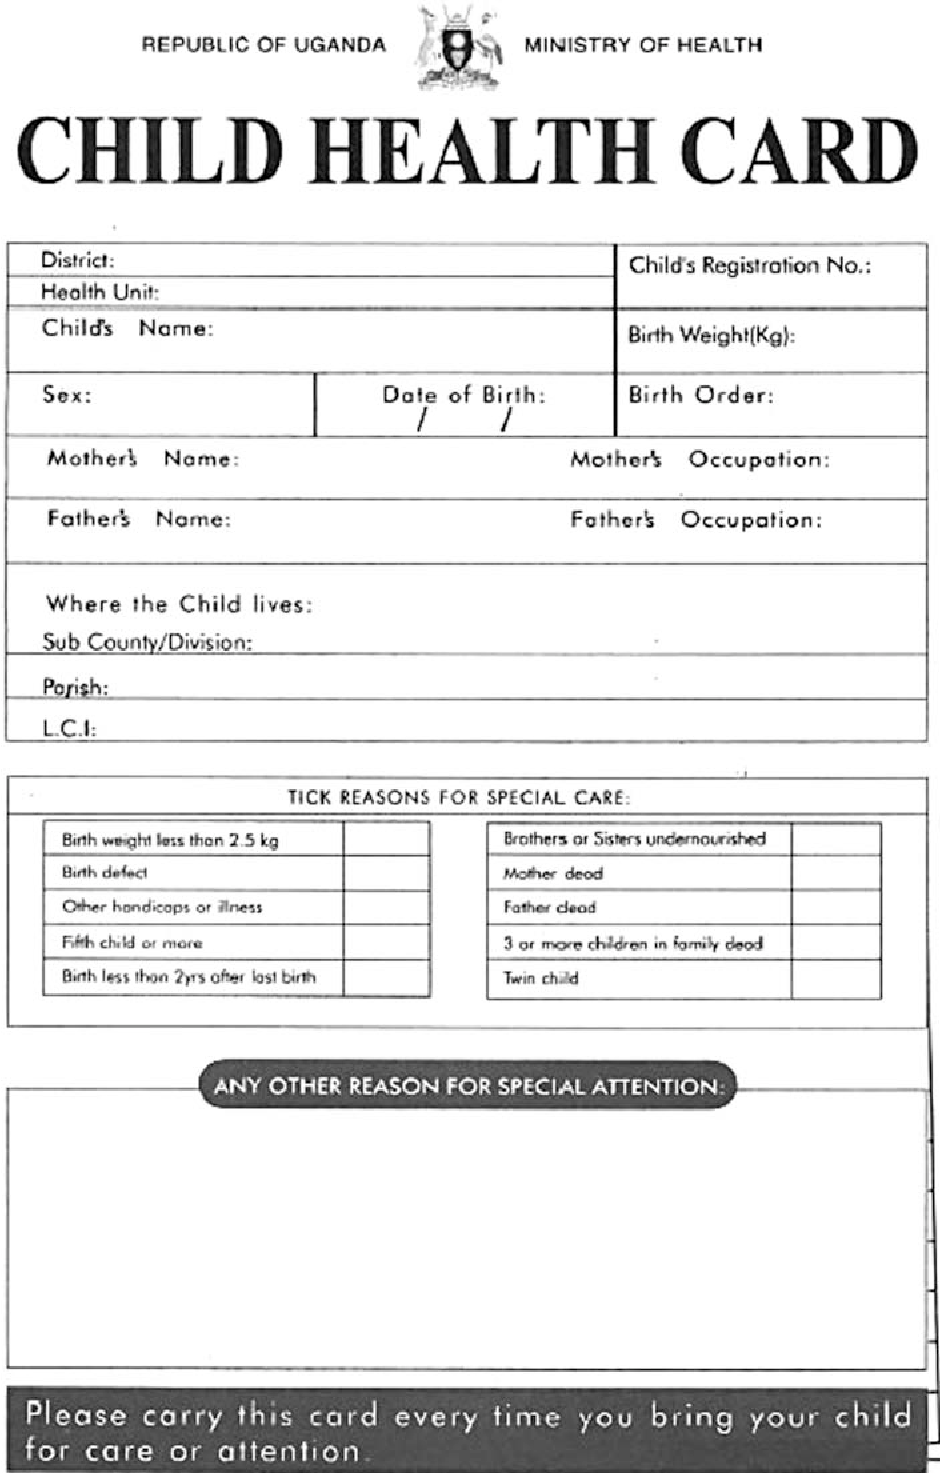 REPUBLIC OF UGANDA MINISTRY OF HEALTH
CHILD HEALTH CARD
District:
Child's Registration No.:
Health Unit:
Child's Name:
Birth Weight(Kg):
Sex:
Date of Birth:
/ /
Birth Order:
Mother's Name: Mother's Occupation:
Father's Name: Father's Occupation:
Where the Child lives:
Sub County/Division:
Parish:
L.C.I:
TICK REASONS FOR SPECIAL CARE:
Birth weight less than 2.5 kg
Birth defect
Other handicaps or illness
Fifth child or more
Birth less than 2yrs after last birth
Brothers or Sisters undernourished
Mother dead
Father dead
3 or more children in family dead
Twin child
ANY OTHER REASON FOR SPECIAL ATTENTION:
Please carry this card every time you bring your child
for care or attention.